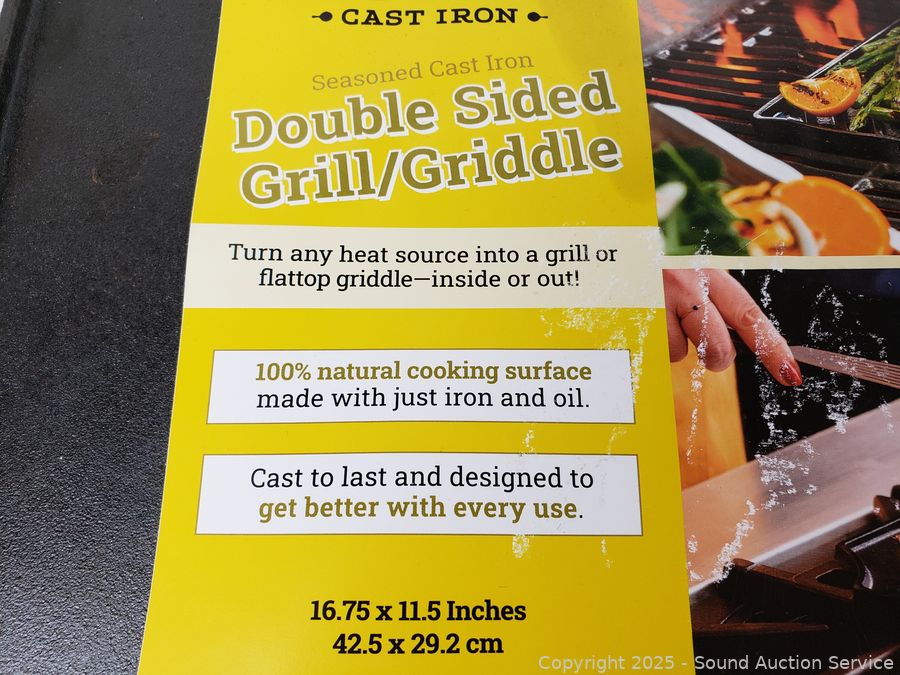 CAST IRON
Seasoned Cast Iron
Double Sided
Grill/Griddle
Turn any heat source into a grill or
flattop griddle—inside or out!
100% natural cooking surface
made with just iron and oil.
Cast to last and designed to
get better with every use.
16.75 x 11.5 Inches
42.5 x 29.2 cm
Copyright 2025 - Sound Auction Service